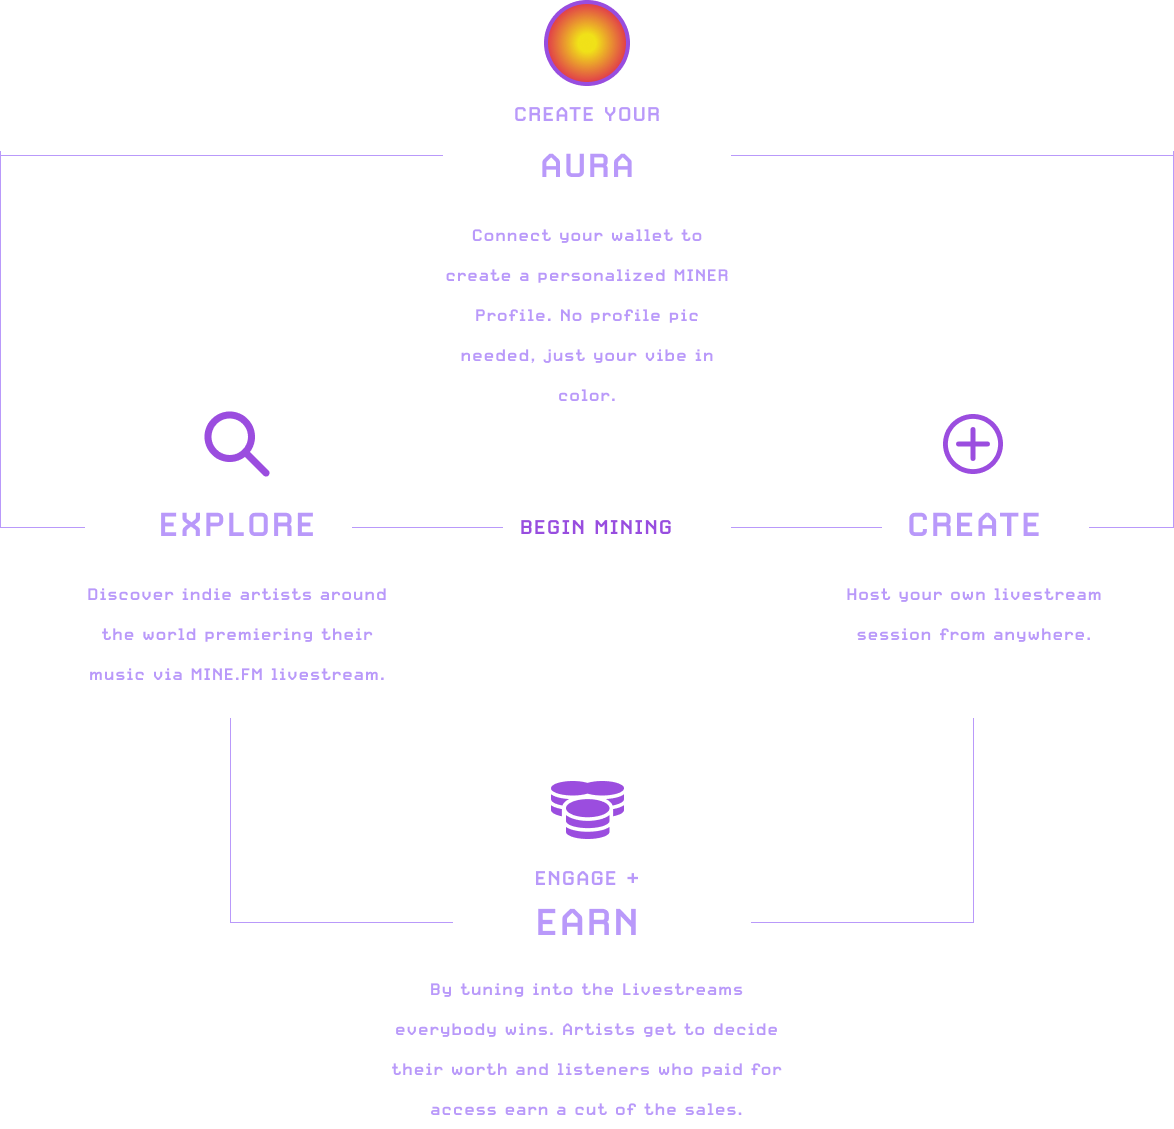 CREATE YOUR
AURA
Connect your wallet to
create a personalized MINER
Profile. No profile pic
needed, just your vibe in
color.
EXPLORE
Discover indie artists around
the world premiering their
music via MINE.FM livestream.
BEGIN MINING
CREATE
Host your own livestream
session from anywhere.
ENGAGE +
EARN
By tuning into the Livestreams
everybody wins. Artists get to decide
their worth and listeners who paid for
access earn a cut of the sales.